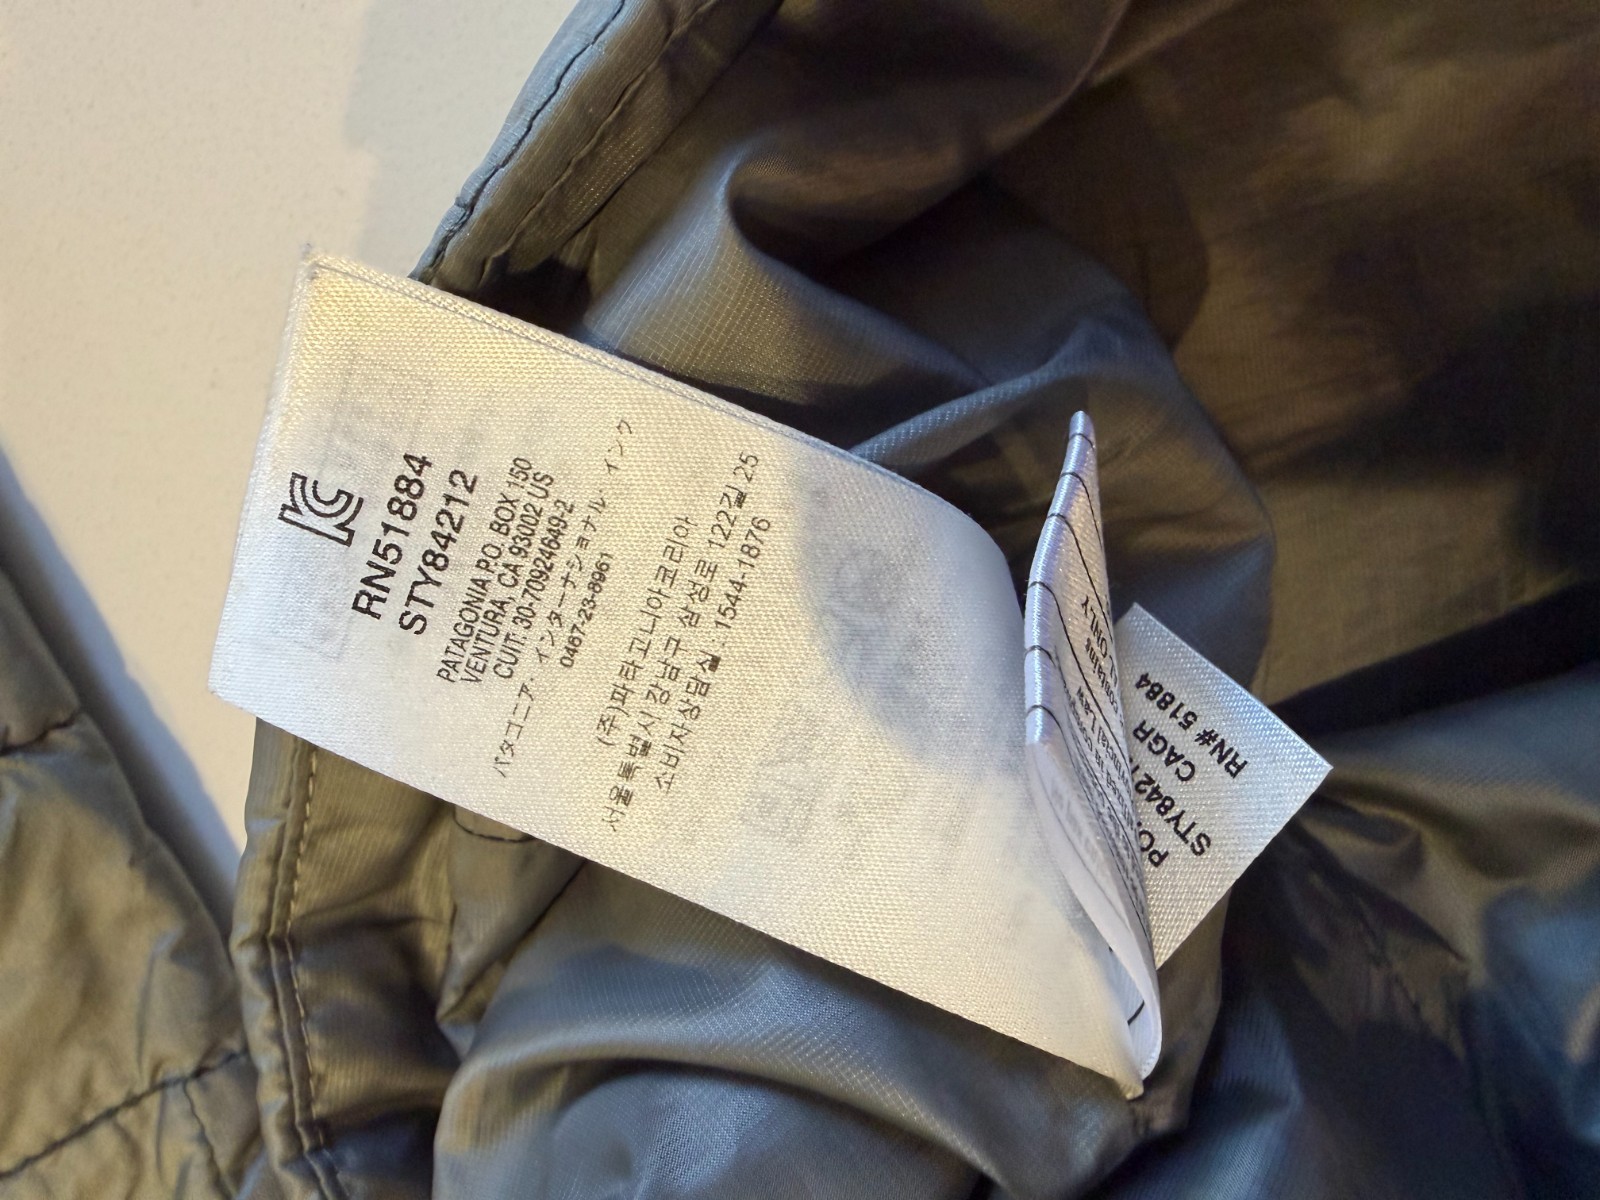 RN51884
STY84212
PATAGONIA P.O. BOX 150
VENTURA, CA 93002 US
CUIT. 30-70924649-2
パタゴニア・インターナショナル インク
0467-23-8961
(주)파타고니아코리아
서울특별시 강남구 삼성로 122길 25
소비자상담실 : 1544-1876
ONLY
STY8421
CAGR
RN# 51884